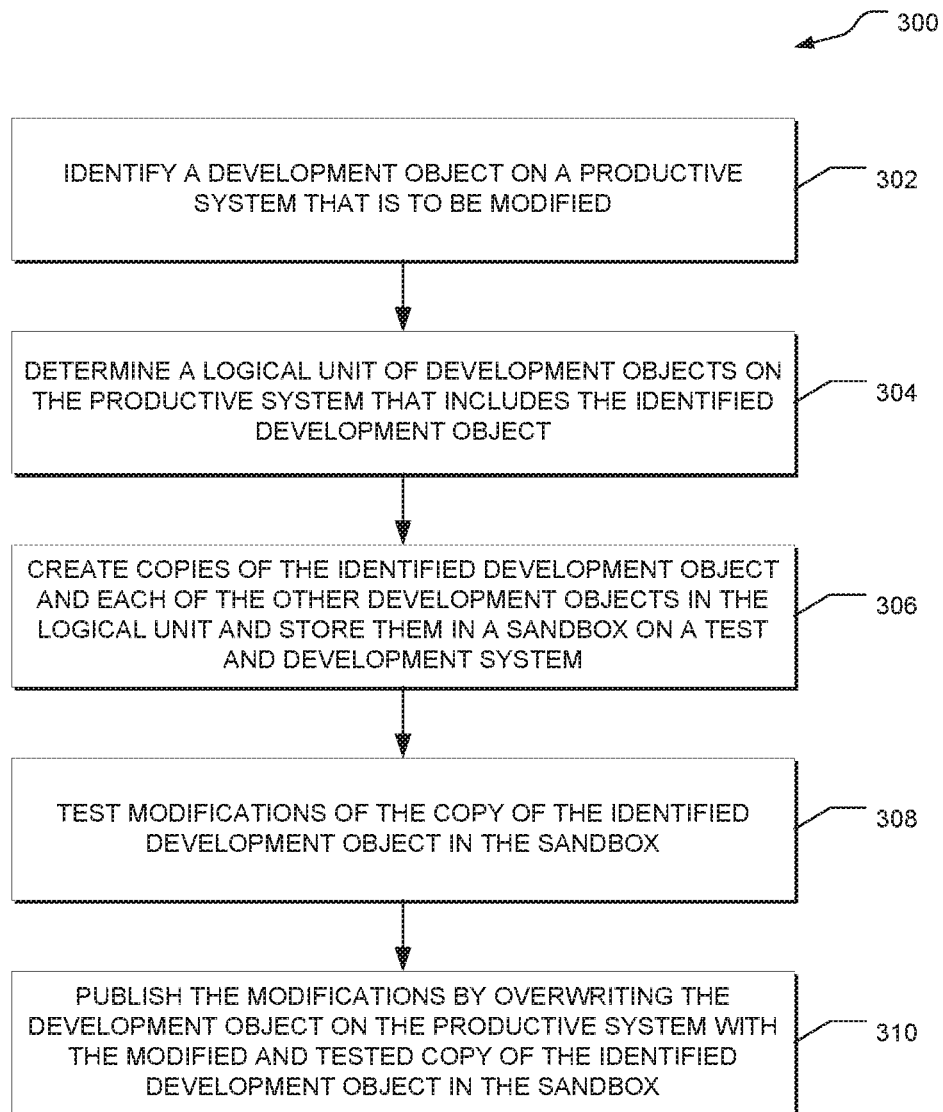 300
IDENTIFY A DEVELOPMENT OBJECT ON A PRODUCTIVE
SYSTEM THAT IS TO BE MODIFIED
302
DETERMINE A LOGICAL UNIT OF DEVELOPMENT OBJECTS ON
THE PRODUCTIVE SYSTEM THAT INCLUDES THE IDENTIFIED
DEVELOPMENT OBJECT
304
CREATE COPIES OF THE IDENTIFIED DEVELOPMENT OBJECT
AND EACH OF THE OTHER DEVELOPMENT OBJECTS IN THE
LOGICAL UNIT AND STORE THEM IN A SANDBOX ON A TEST
AND DEVELOPMENT SYSTEM
306
TEST MODIFICATIONS OF THE COPY OF THE IDENTIFIED
DEVELOPMENT OBJECT IN THE SANDBOX
308
PUBLISH THE MODIFICATIONS BY OVERWRITING THE
DEVELOPMENT OBJECT ON THE PRODUCTIVE SYSTEM WITH
THE MODIFIED AND TESTED COPY OF THE IDENTIFIED
DEVELOPMENT OBJECT IN THE SANDBOX
310